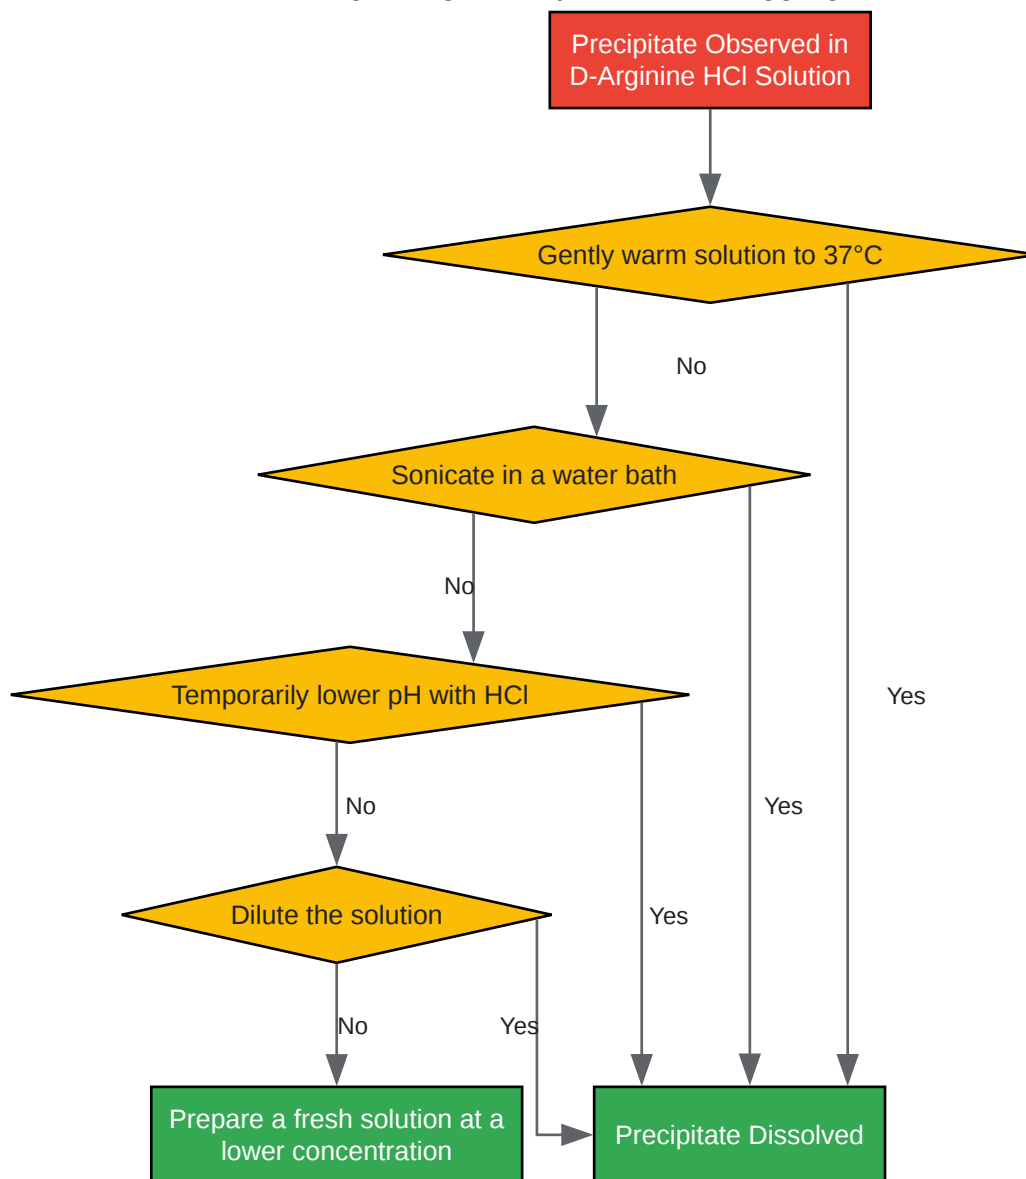 Precipitate Observed in
D-Arginine HCl Solution
Gently warm solution to 37°C
No
Sonicate in a water bath
No
Temporarily lower pH with HCl
Yes
No
Yes
Dilute the solution
Yes
No
Yes
Prepare a fresh solution at a
lower concentration
Precipitate Dissolved